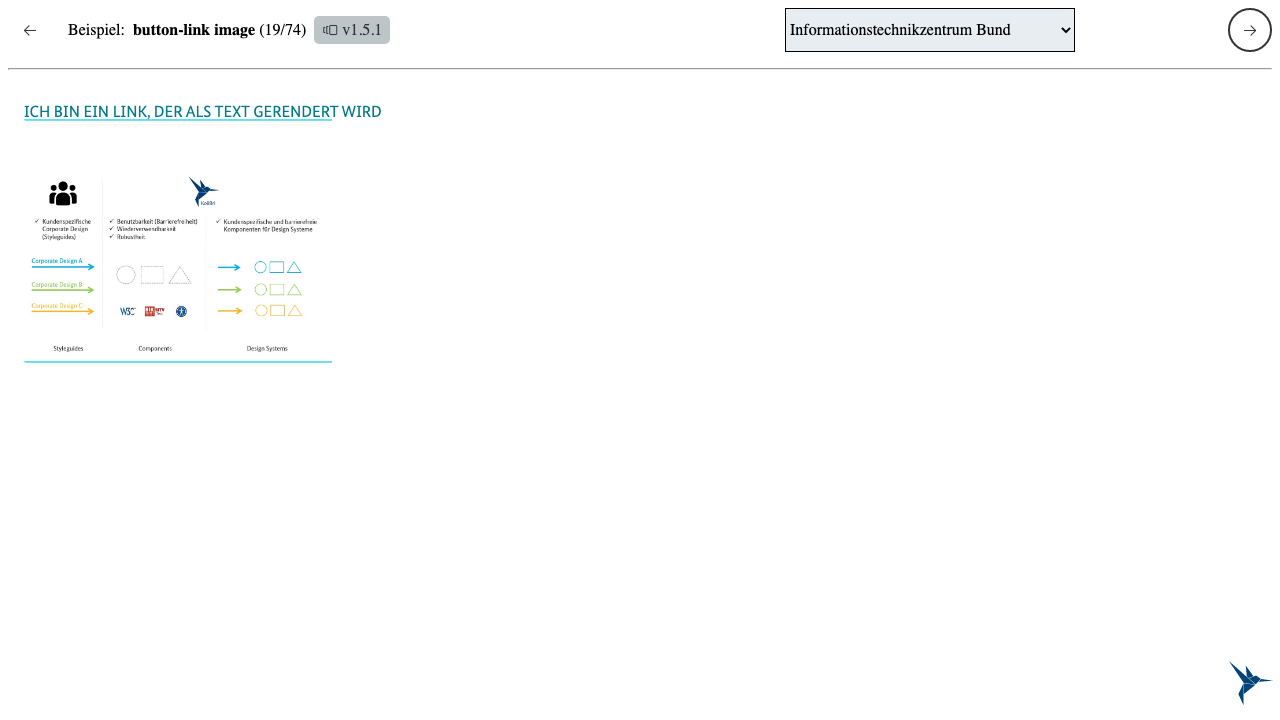 Beispiel: button-link image (19/74) v1.5.1 Informationstechnikzentrum Bund
ICH BIN EIN LINK, DER ALS TEXT GERENDERT WIRD
KoliBri
✓ Kundenspezifische
Corporate Design
(Styleguides)
✓ Benutzbarkeit (Barrierefreiheit)
✓ Wiederverwendbarkeit
✓ Robustheit
✓ Kundenspezifische und barrierefreie
Komponenten für Design Systeme
Corporate Design A
Corporate Design B
Corporate Design C
W3C
Styleguides Components Design Systems